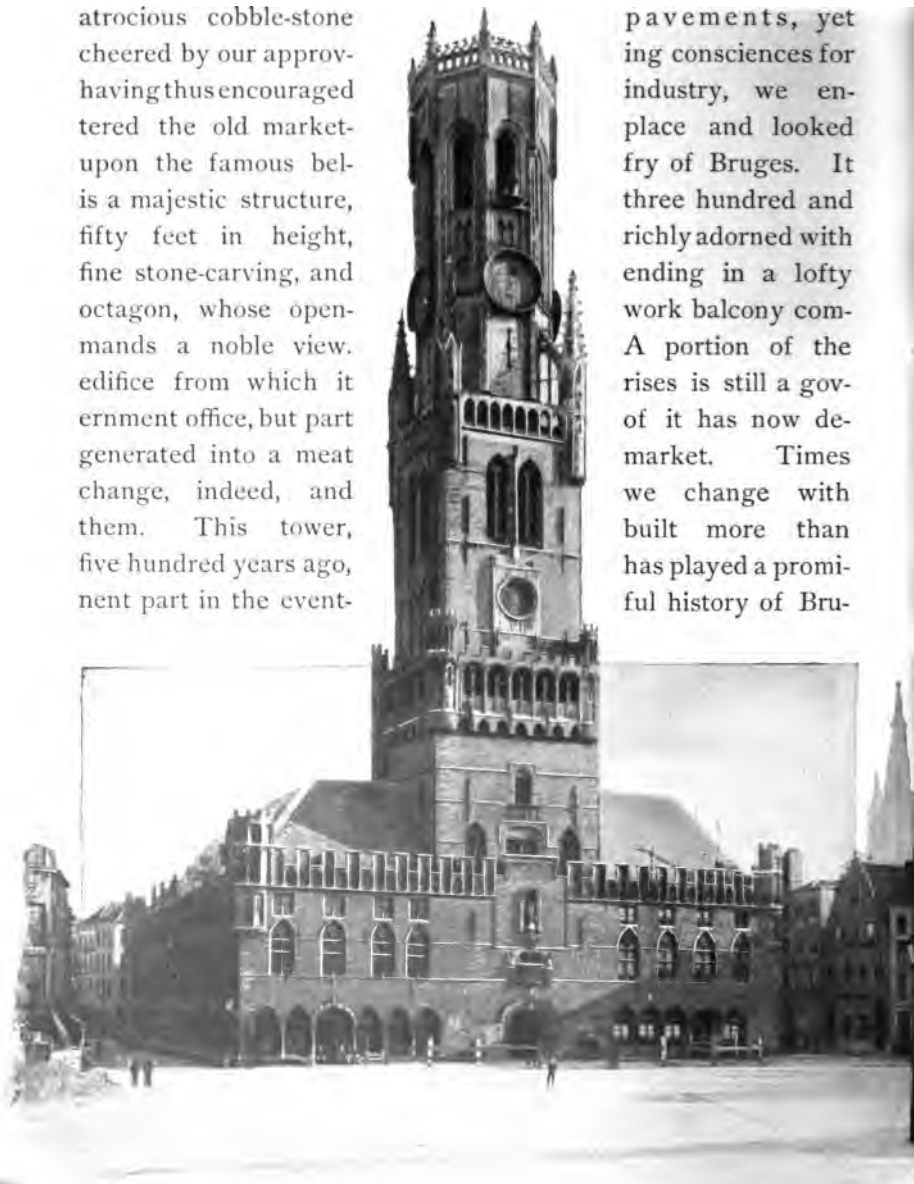 atrocious cobble-stone pavements, yet
cheered by our approv- ing consciences for
having thus encouraged industry, we en-
tered the old market- place and looked
upon the famous bel- fry of Bruges. It
is a majestic structure, three hundred and
fifty feet in height, richly adorned with
fine stone-carving, and ending in a lofty
octagon, whose open- work balcony com-
mands a noble view. A portion of the
edifice from which it rises is still a gov-
ernment office, but part of it has now de-
generated into a meat market. Times
change, indeed, and we change with
them. This tower, built more than
five hundred years ago, has played a promi-
nent part in the event- ful history of Bru-